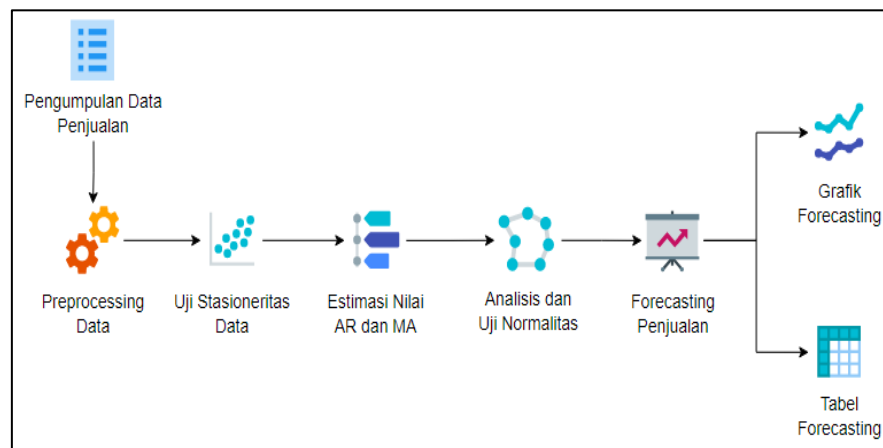 Pengumpulan Data
Penjualan
Preprocessing
Data
Uji Stasioneritas
Data
Estimasi Nilai
AR dan MA
Analisis dan
Uji Normalitas
Forecasting
Penjualan
Grafik
Forecasting
Tabel
Forecasting